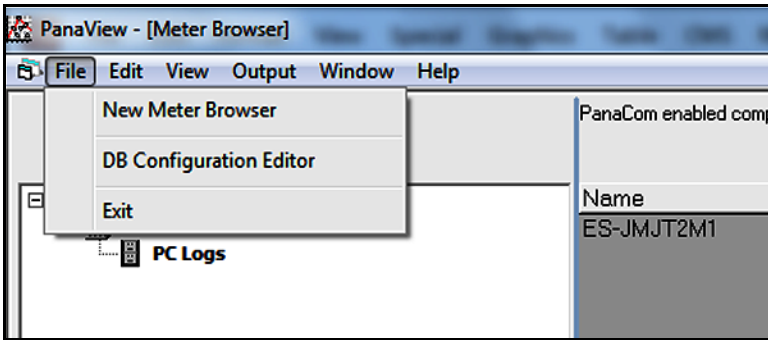 PanaView - [Meter Browser]
File Edit View Output Window Help
New Meter Browser
DB Configuration Editor
Exit
PC Logs
PanaCom enabled
Name
ES-JMJT2M1